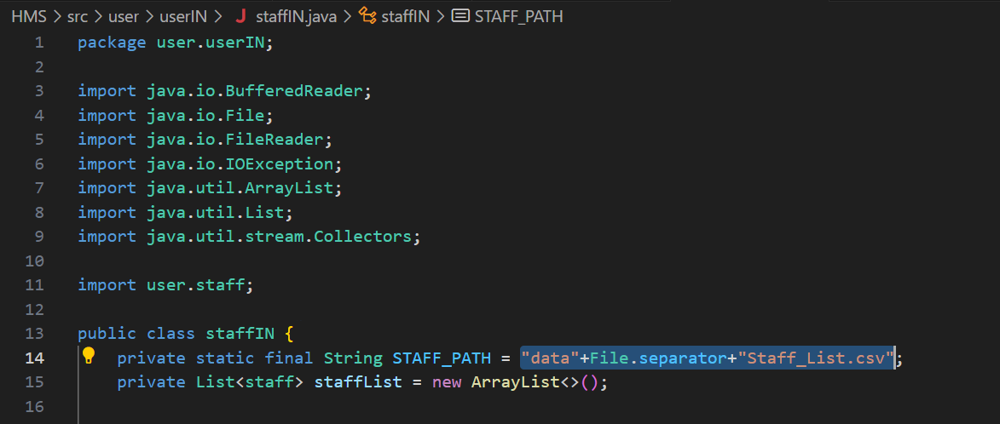 HMS > src > user > userIN > J staffIN.java > staffIN > STAFF_PATH
1 package user.userIN;
2
3 import java.io.BufferedReader;
4 import java.io.File;
5 import java.io.FileReader;
6 import java.io.IOException;
7 import java.util.ArrayList;
8 import java.util.List;
9 import java.util.stream.Collectors;
10
11 import user.staff;
12
13 public class staffIN {
14 private static final String STAFF_PATH = "data"+File.separator+"Staff_List.csv";
15 private List<staff> staffList = new ArrayList<>();
16